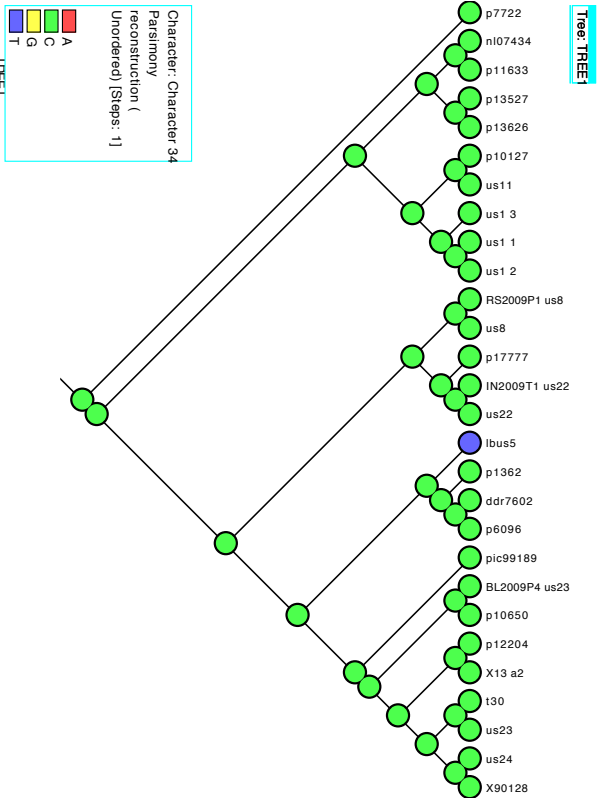 Tree: TREE1
Character: Character 34
Parsimony
reconstruction (
Unordered) [Steps: 1]
A
C
G
T
p7722
nl07434
p11633
p13527
p13626
p10127
us11
us1 3
us1 1
us1 2
RS2009P1 us8
us8
p17777
IN2009T1 us22
us22
lbus5
p1362
ddr7602
p6096
pic99189
BL2009P4 us23
p10650
p12204
X13 a2
t30
us23
us24
X90128